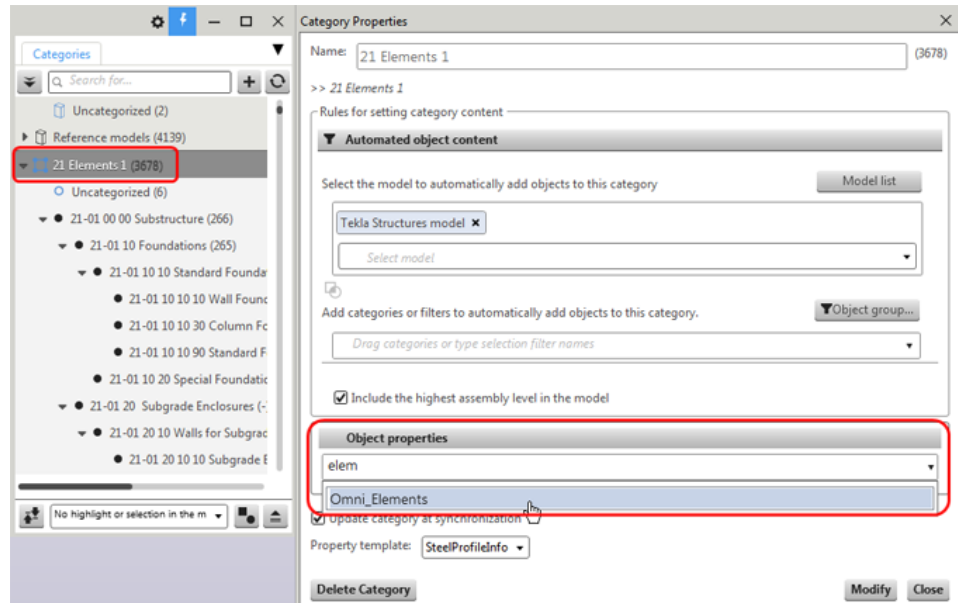 Categories
Search for...
Uncategorized (2)
Reference models (4139)
21 Elements 1 (3678)
Uncategorized (6)
21-01 00 00 Substructure (266)
21-01 10 Foundations (265)
21-01 10 10 Standard Founda
21-01 10 10 10 Wall Found
21-01 10 10 30 Column Fo
21-01 10 10 90 Standard F
21-01 10 20 Special Foundatio
21-01 20 Subgrade Enclosures (-
21-01 20 10 Walls for Subgrad
21-01 20 10 10 Subgrade E
No highlight or selection in the m
Category Properties
Name: 21 Elements 1 (3678)
>> 21 Elements 1
Rules for setting category content
Automated object content
Select the model to automatically add objects to this category Model list
Tekla Structures model
Select model
Add categories or filters to automatically add objects to this category. Object group...
Drag categories or type selection filter names
Include the highest assembly level in the model
Object properties
elem
Omni_Elements
Update category at synchronization
Property template: SteelProfileInfo
Delete Category Modify Close